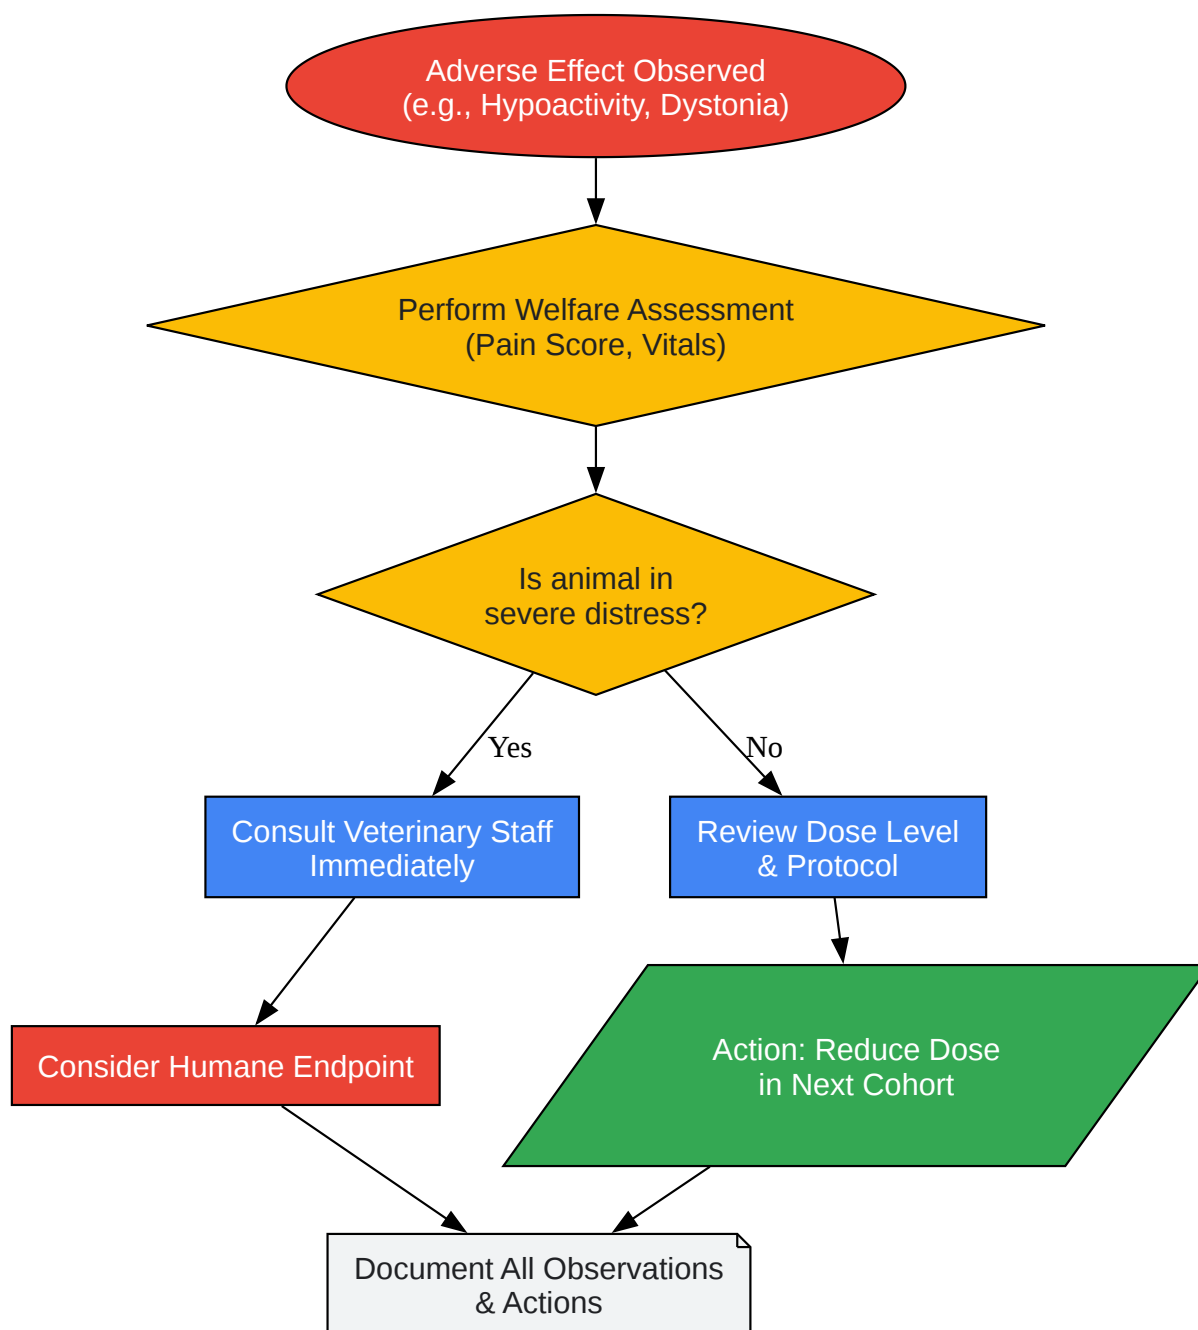 Adverse Effect Observed
(e.g., Hypoactivity, Dystonia)
Perform Welfare Assessment
(Pain Score, Vitals)
Is animal in
severe distress?
Yes
No
Consult Veterinary Staff
Immediately
Review Dose Level
& Protocol
Consider Humane Endpoint
Action: Reduce Dose
in Next Cohort
Document All Observations
& Actions